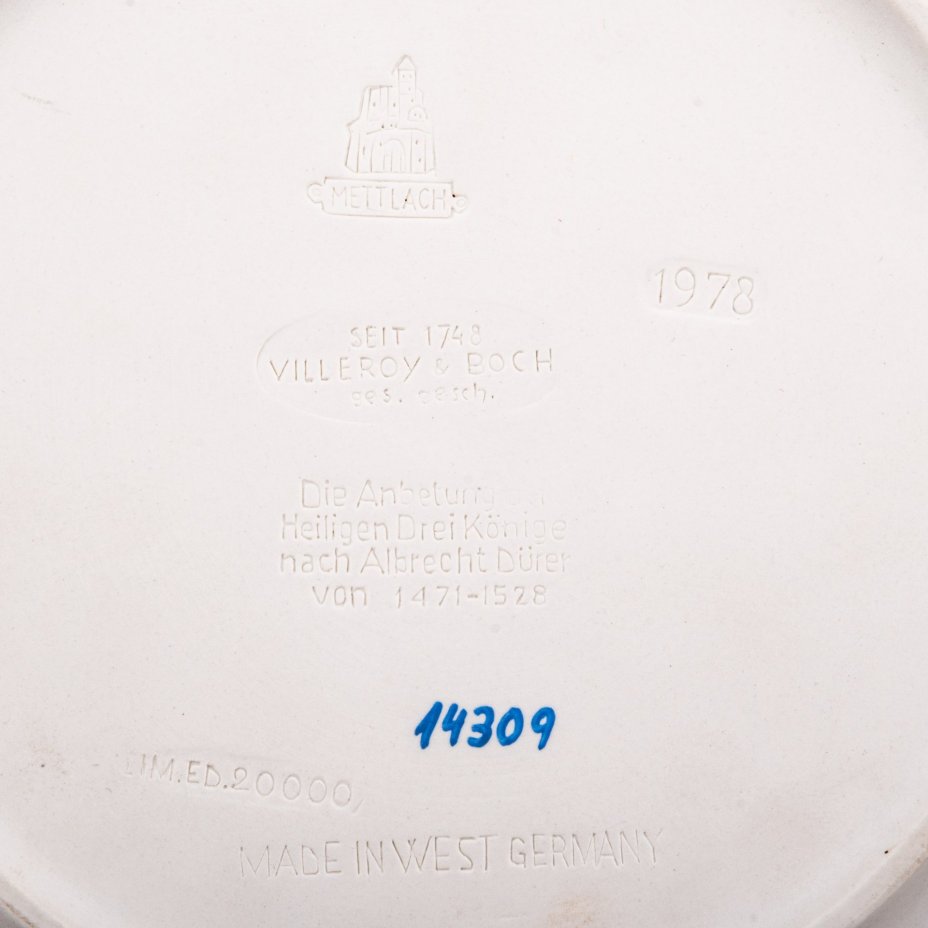 METTLACH
1978
SEIT 1748
VILLEROY & BOCH
ges. gesch.
Die Anbetung
Heiligen Drei Könige
nach Albrecht Dürer
von 1471-1528
14309
LIM.ED.20000/
MADE IN WEST GERMANY